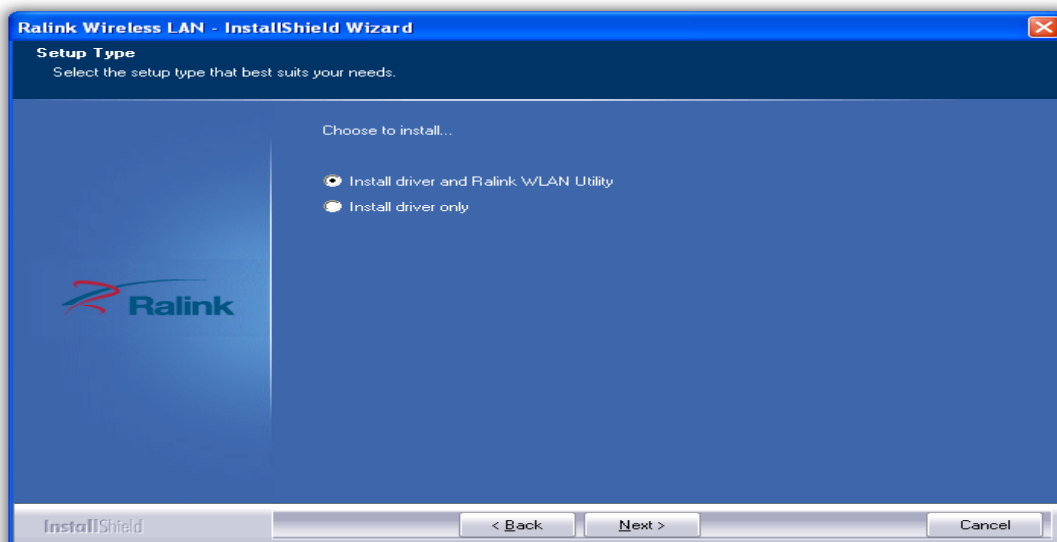 Ralink Wireless LAN - InstallShield Wizard
Setup Type
Select the setup type that best suits your needs.
Choose to install...
Install driver and Ralink WLAN Utility
Install driver only
Ralink
InstallShield
< Back
Next >
Cancel